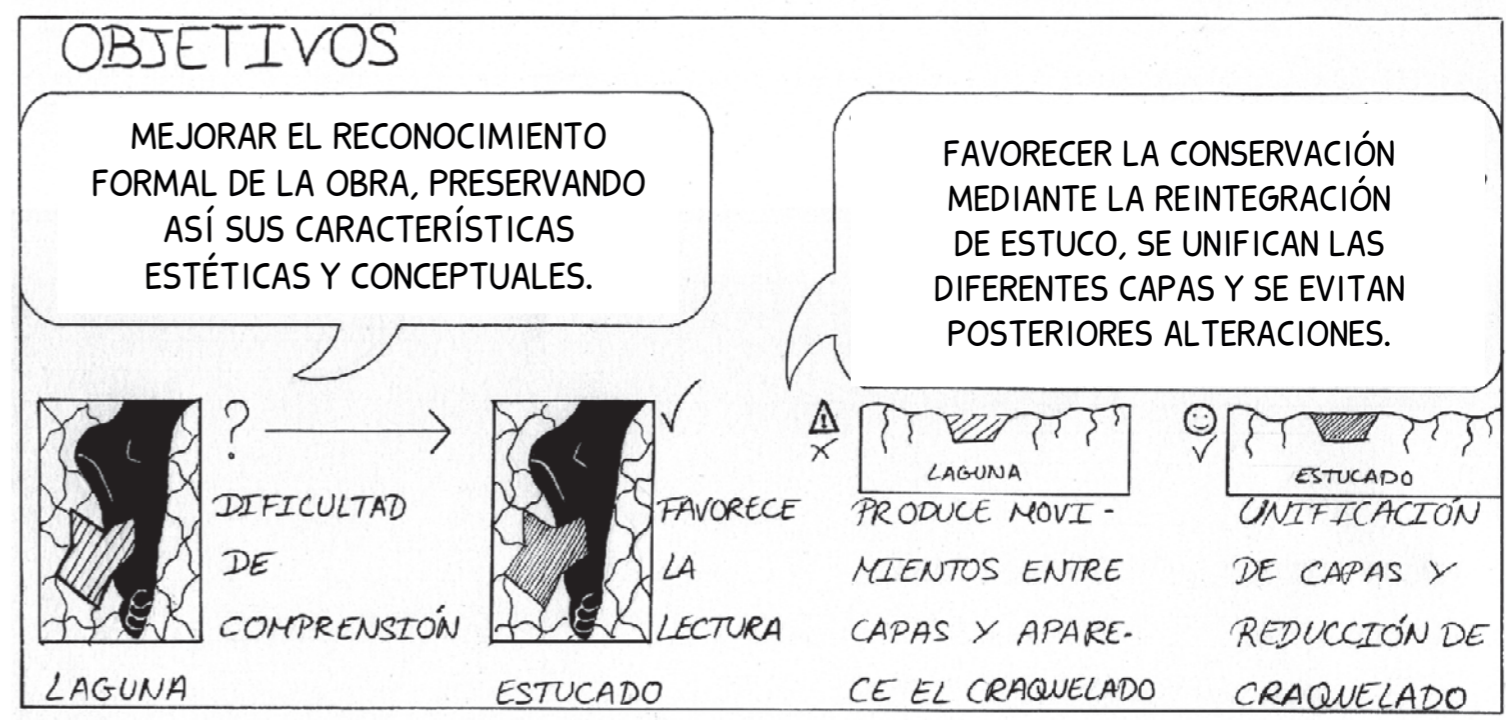 OBJETIVOS
MEJORAR EL RECONOCIMIENTO
FORMAL DE LA OBRA, PRESERVANDO
ASÍ SUS CARACTERÍSTICAS
ESTÉTICAS Y CONCEPTUALES.
FAVORECER LA CONSERVACIÓN
MEDIANTE LA REINTEGRACIÓN
DE ESTUCO, SE UNIFICAN LAS
DIFERENTES CAPAS Y SE EVITAN
POSTERIORES ALTERACIONES.
?
DIFICULTAD
DE
COMPRENSIÓN
LAGUNA
FAVORECE
LA
LECTURA
ESTUCADO
LAGUNA
PRODUCE MOVI-
MIENTOS ENTRE
CAPAS Y APARE-
CE EL CRAQUELADO
ESTUCADO
UNIFICACIÓN
DE CAPAS Y
REDUCCIÓN DE
CRAQUELADO